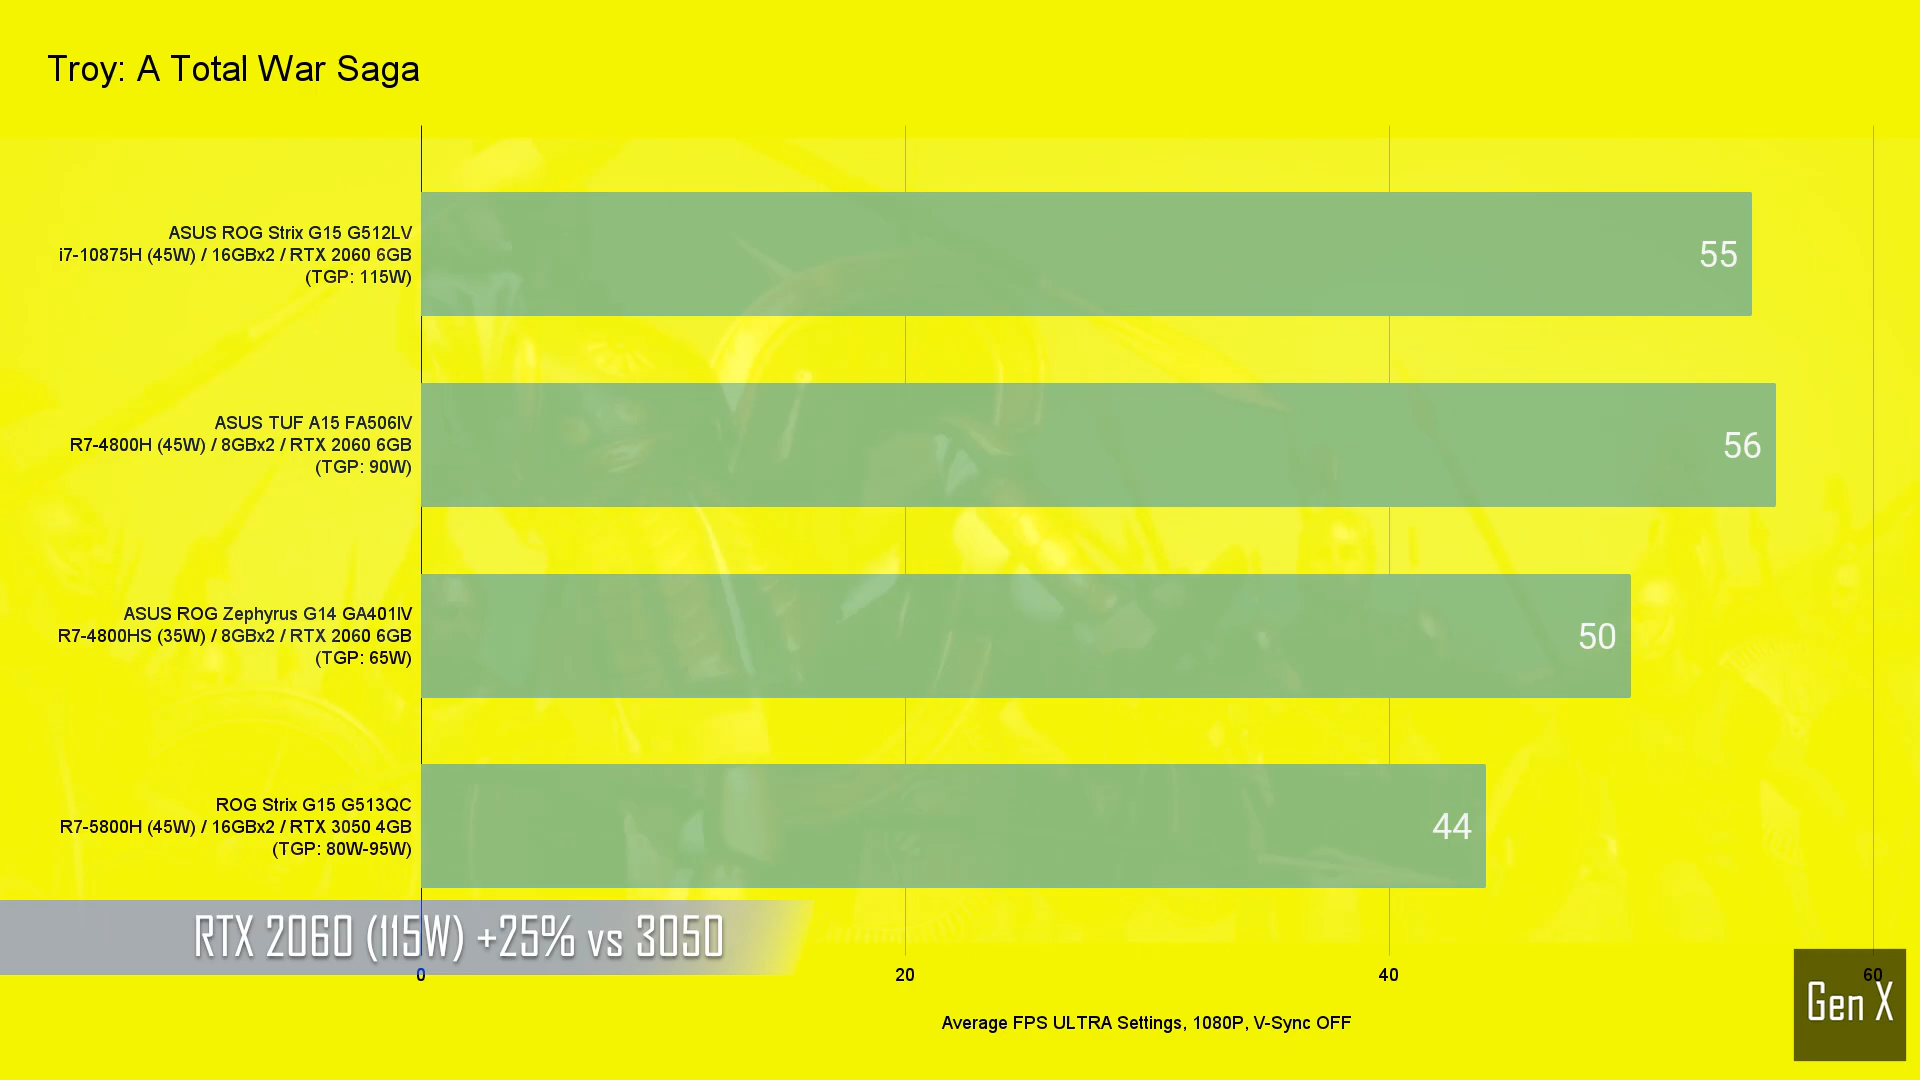 Troy: A Total War Saga
ASUS ROG Strix G15 G512LV
i7-10875H (45W) / 16GBx2 / RTX 2060 6GB
(TGP: 115W)
55
ASUS TUF A15 FA506IV
R7-4800H (45W) / 8GBx2 / RTX 2060 6GB
(TGP: 90W)
56
ASUS ROG Zephyrus G14 GA401IV
R7-4800HS (35W) / 8GBx2 / RTX 2060 6GB
(TGP: 65W)
50
ROG Strix G15 G513QC
R7-5800H (45W) / 16GBx2 / RTX 3050 4GB
(TGP: 80W-95W)
44
RTX 2060 (115W) +25% vs 3050
0 20 40 60
Gen X
Average FPS ULTRA Settings, 1080P, V-Sync OFF